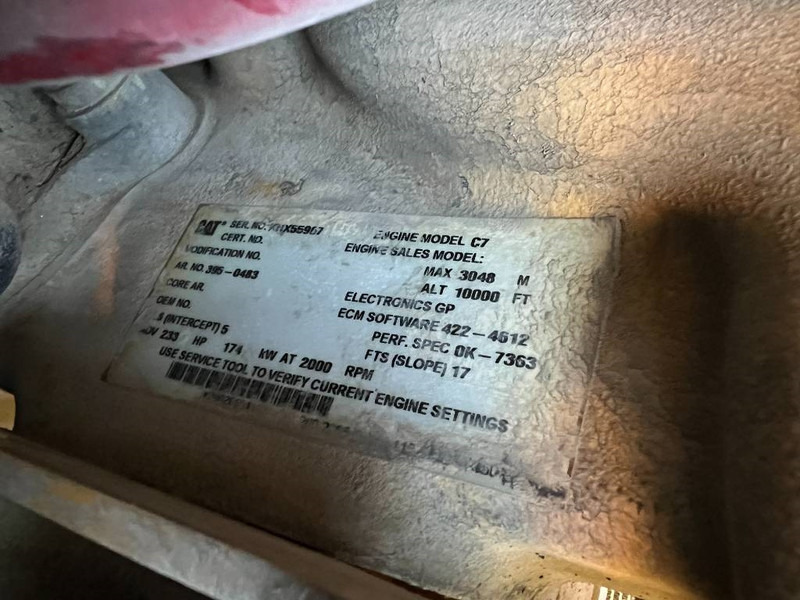 CAT® SER. NO. ENGINE MODEL C7
CERT. NO. ENGINE SALES MODEL:
MODIFICATION NO. MAX 3048 M
AR. NO. 395-0483 ALT 10000 FT
CORE AR. ELECTRONICS GP
OEM NO. ECM SOFTWARE 422-4612
(INTERCEPT) 5 PERF. SPEC 0K-7363
233 HP 174 kW AT 2000 RPM FTS (SLOPE) 17
USE SERVICE TOOL TO VERIFY CURRENT ENGINE SETTINGS